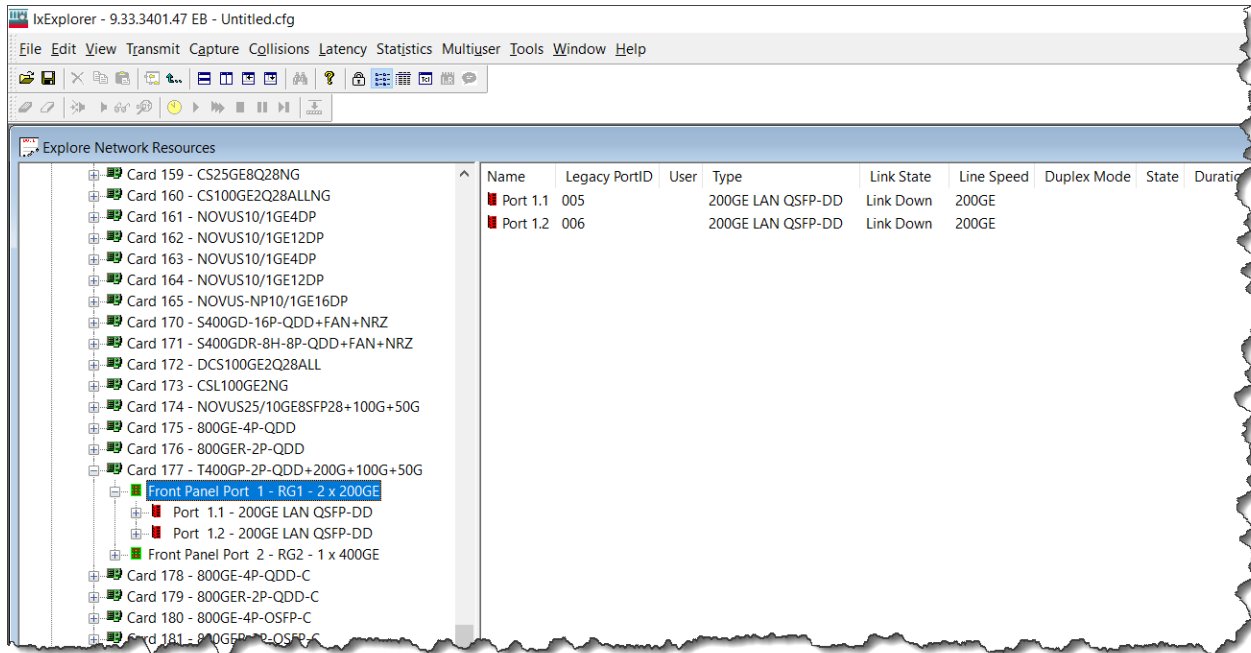 IxExplorer - 9.33.3401.47 EB - Untitled.cfg
File Edit View Transmit Capture Collisions Latency Statistics Multiuser Tools Window Help
Explore Network Resources
Card 159 - CS25GE8Q28NG
Card 160 - CS100GE2Q28ALLNG
Card 161 - NOVUS10/1GE4DP
Card 162 - NOVUS10/1GE12DP
Card 163 - NOVUS10/1GE4DP
Card 164 - NOVUS10/1GE12DP
Card 165 - NOVUS-NP10/1GE16DP
Card 170 - S400GD-16P-QDD+FAN+NRZ
Card 171 - S400GDR-8H-8P-QDD+FAN+NRZ
Card 172 - DCS100GE2Q28ALL
Card 173 - CSL100GE2NG
Card 174 - NOVUS25/10GE8SFP28+100G+50G
Card 175 - 800GE-4P-QDD
Card 176 - 800GER-2P-QDD
Card 177 - T400GP-2P-QDD+200G+100G+50G
Front Panel Port 1 - RG1 - 2 x 200GE
Port 1.1 - 200GE LAN QSFP-DD
Port 1.2 - 200GE LAN QSFP-DD
Front Panel Port 2 - RG2 - 1 x 400GE
Card 178 - 800GE-4P-QDD-C
Card 179 - 800GER-2P-QDD-C
Card 180 - 800GE-4P-OSFP-C
Card 181 - 800GER-2P-OSFP-C
Name Legacy PortID User Type Link State Line Speed Duplex Mode State Duratic
Port 1.1 005 200GE LAN QSFP-DD Link Down 200GE
Port 1.2 006 200GE LAN QSFP-DD Link Down 200GE